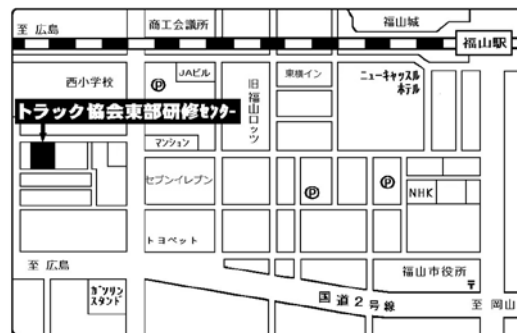 至 広島
商工会議所
福山城
福山駅
西小学校
Ⓟ
JAビル
旧福山ロッツ
東横イン
ニューキャッスル
ホテル
トラック協会東部研修センター
マンション
セブンイレブン
Ⓟ
Ⓟ
NHK
トヨペット
至 広島
福山市役所
〒
ガソリン
スタンド
国道2号線
至 岡山